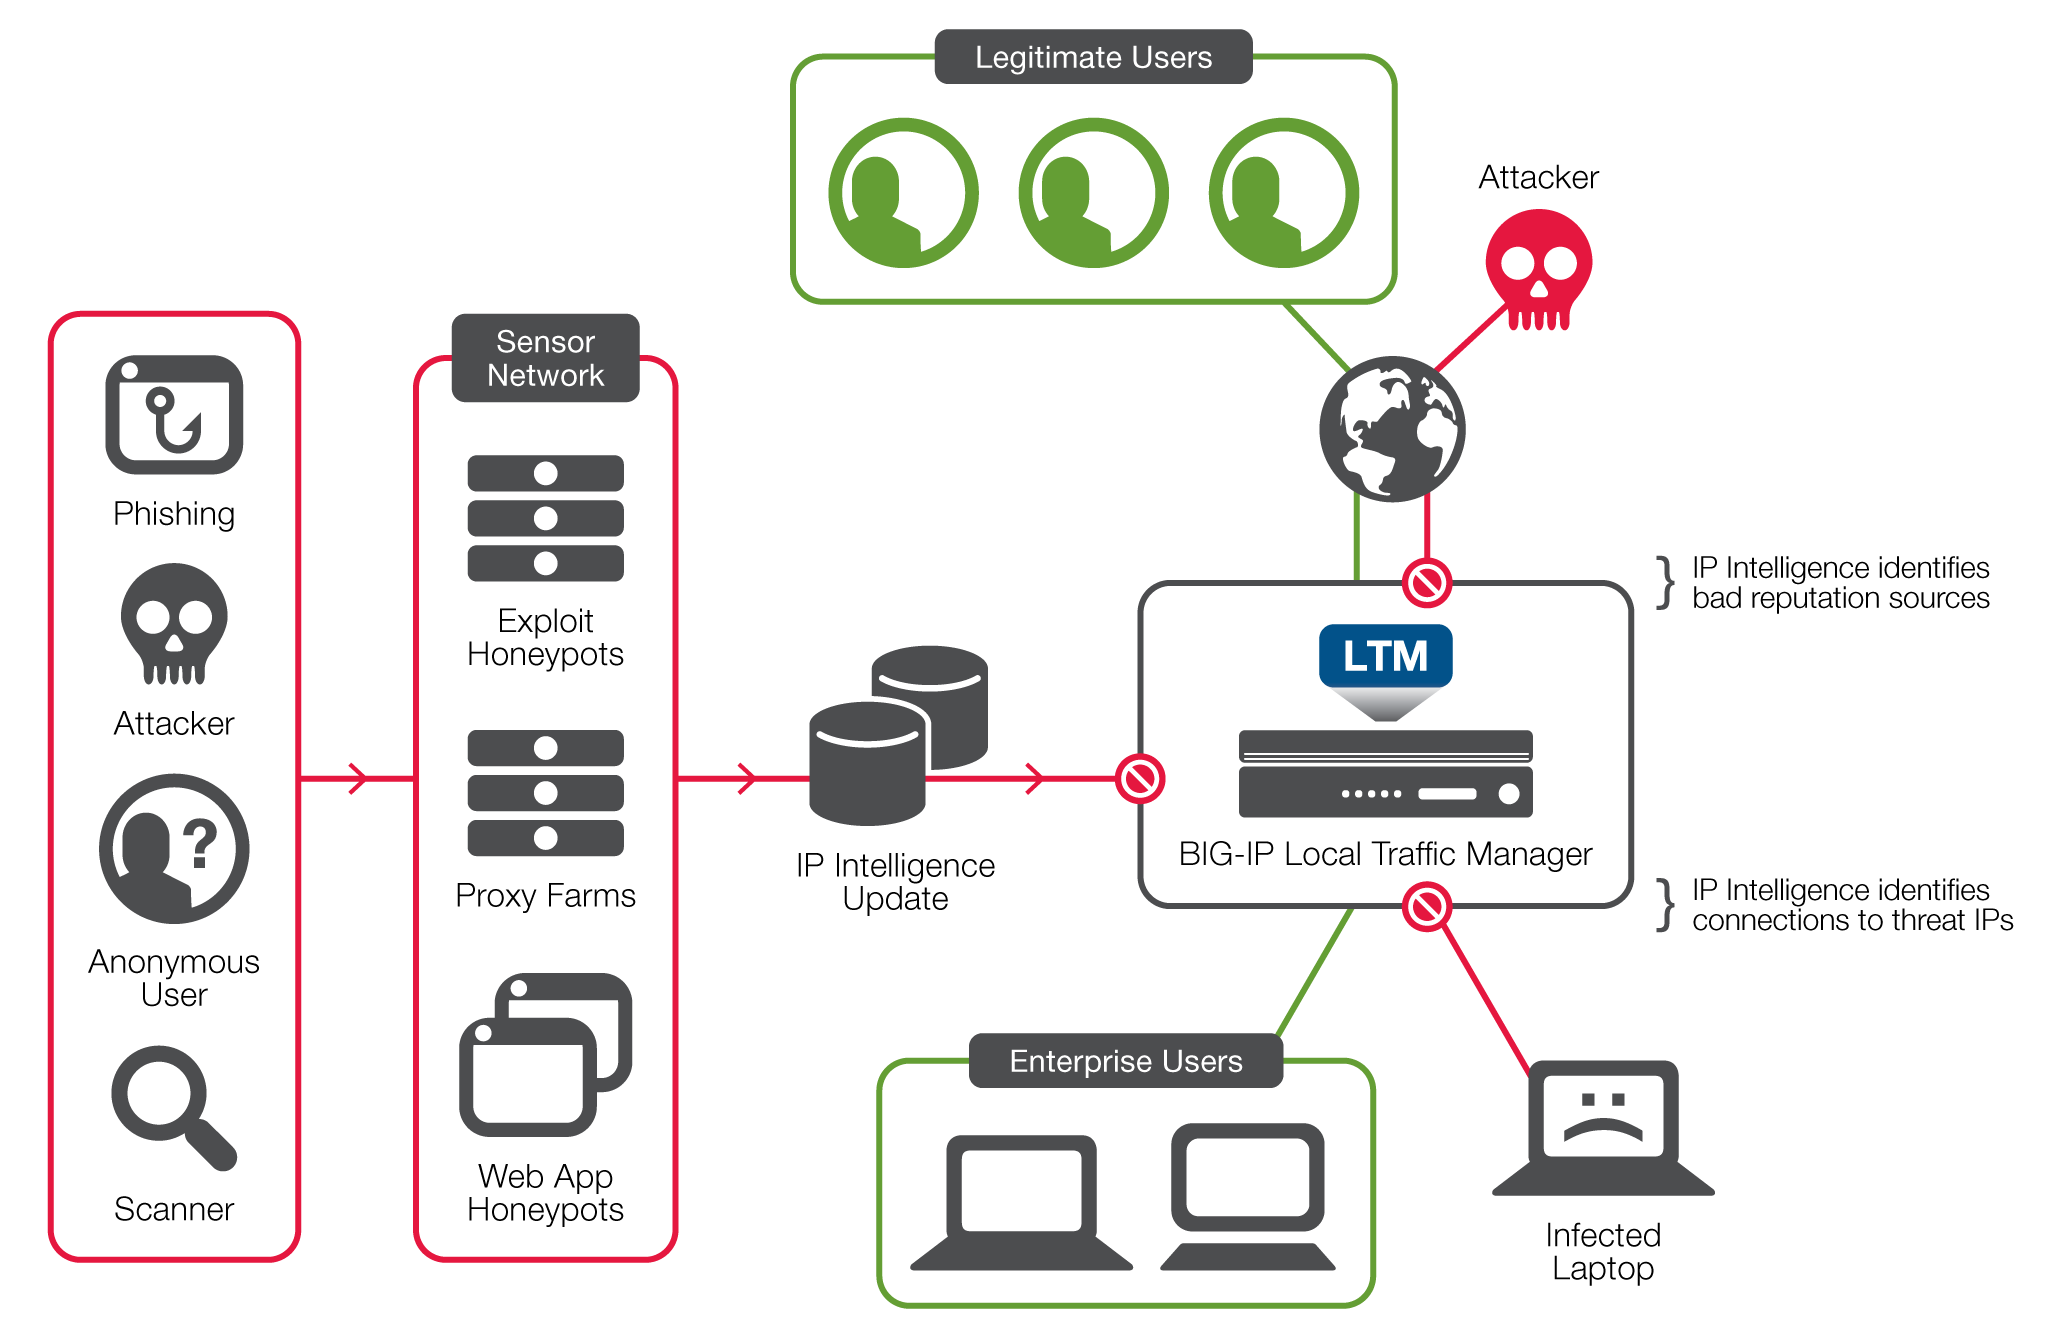 Legitimate Users
Attacker
Sensor
Network
Phishing
Exploit
Honeypots
Attacker
IP Intelligence identifies
bad reputation sources
LTM
Proxy Farms
IP Intelligence
Update
BIG-IP Local Traffic Manager
IP Intelligence identifies
connections to threat IPs
?
Anonymous
User
Enterprise Users
Web App
Honeypots
Scanner
Infected
Laptop